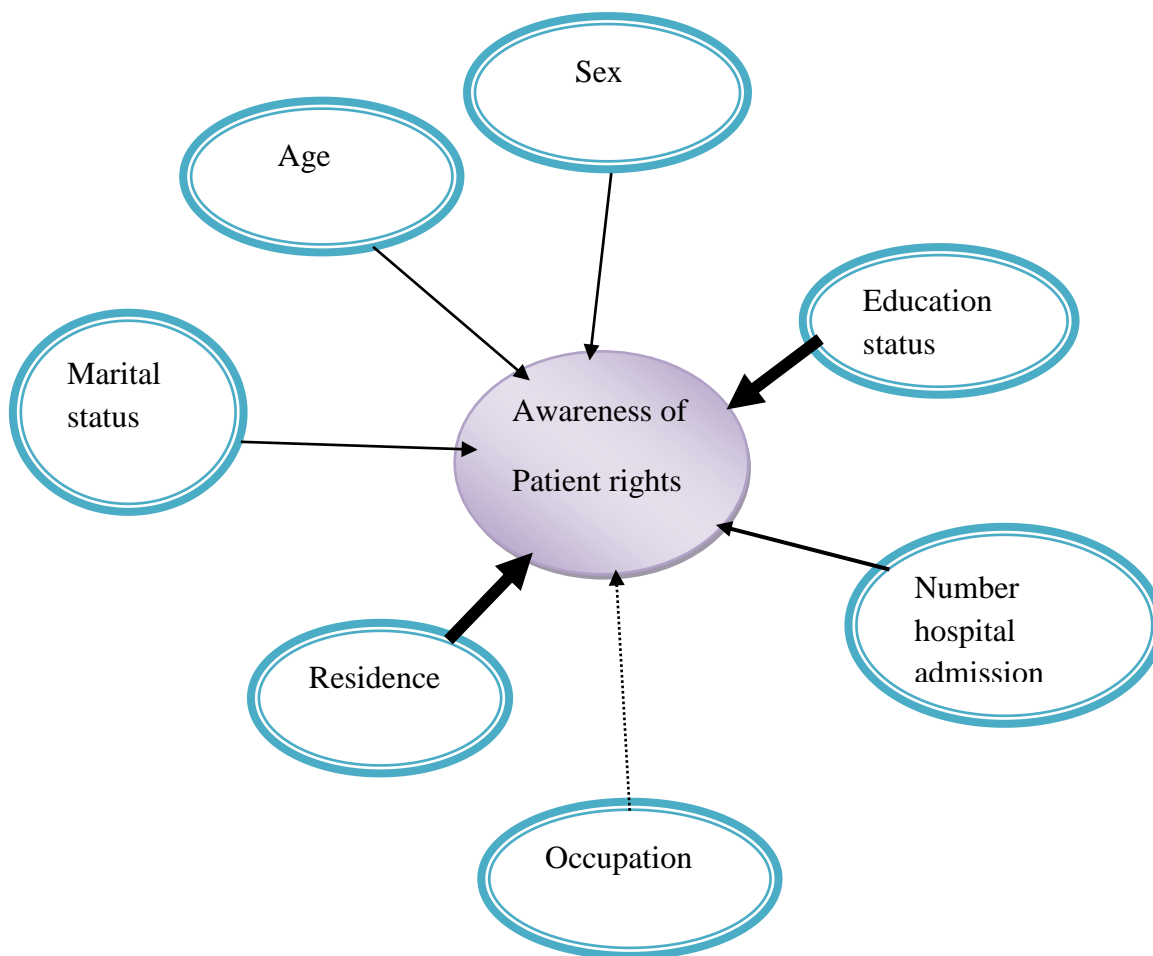 Sex
Age
Education
status
Marital
status
Awareness of
Patient rights
Number
hospital
admission
Residence
Occupation